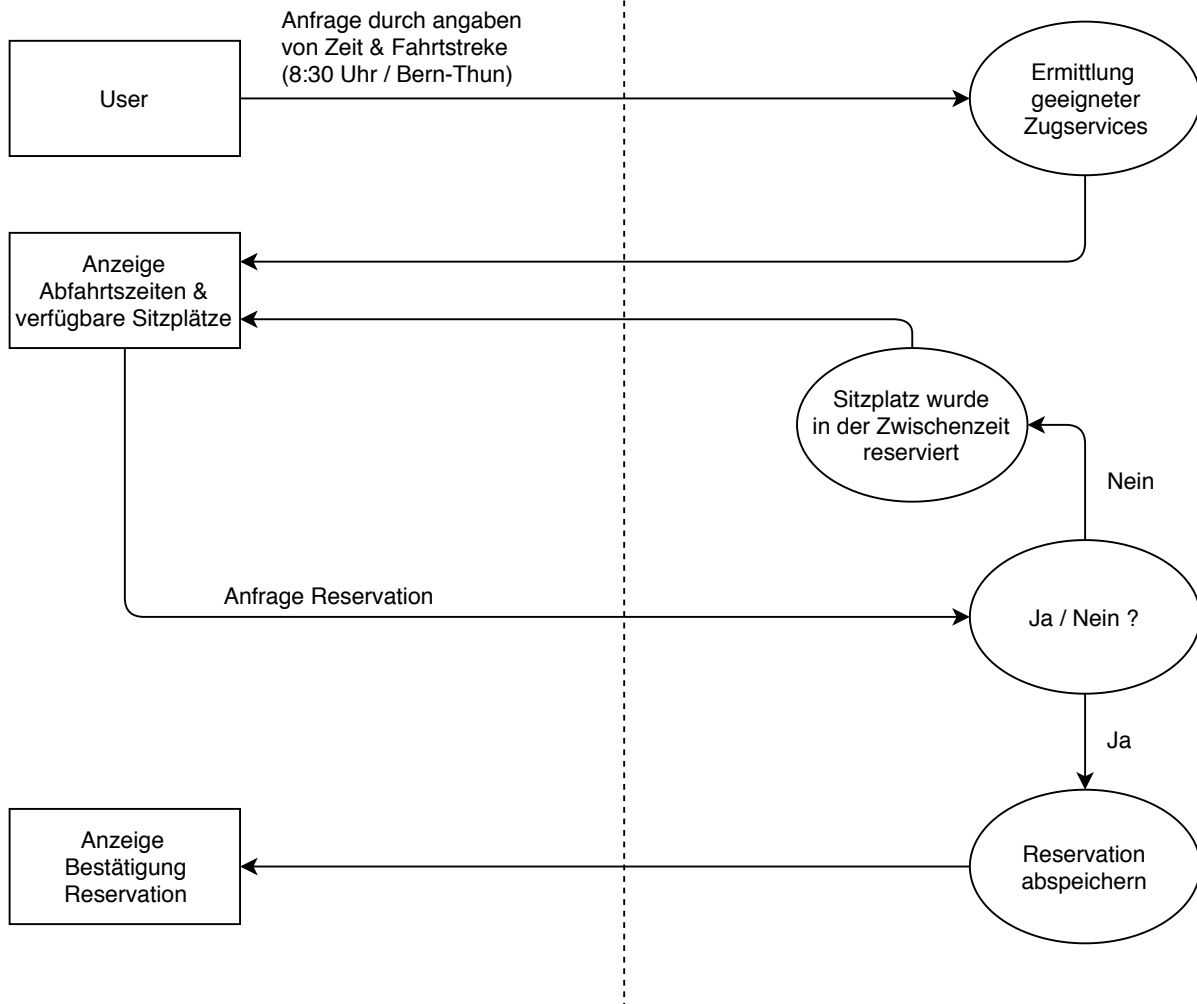 Anfrage durch angaben
von Zeit & Fahrtstreke
(8:30 Uhr / Bern-Thun)
User
Ermittlung
geeigneter
Zugservices
Anzeige
Abfahrtszeiten &
verfügbare Sitzplätze
Sitzplatz wurde
in der Zwischenzeit
reserviert
Nein
Anfrage Reservation
Ja / Nein ?
Ja
Anzeige
Bestätigung
Reservation
Reservation
abspeichern